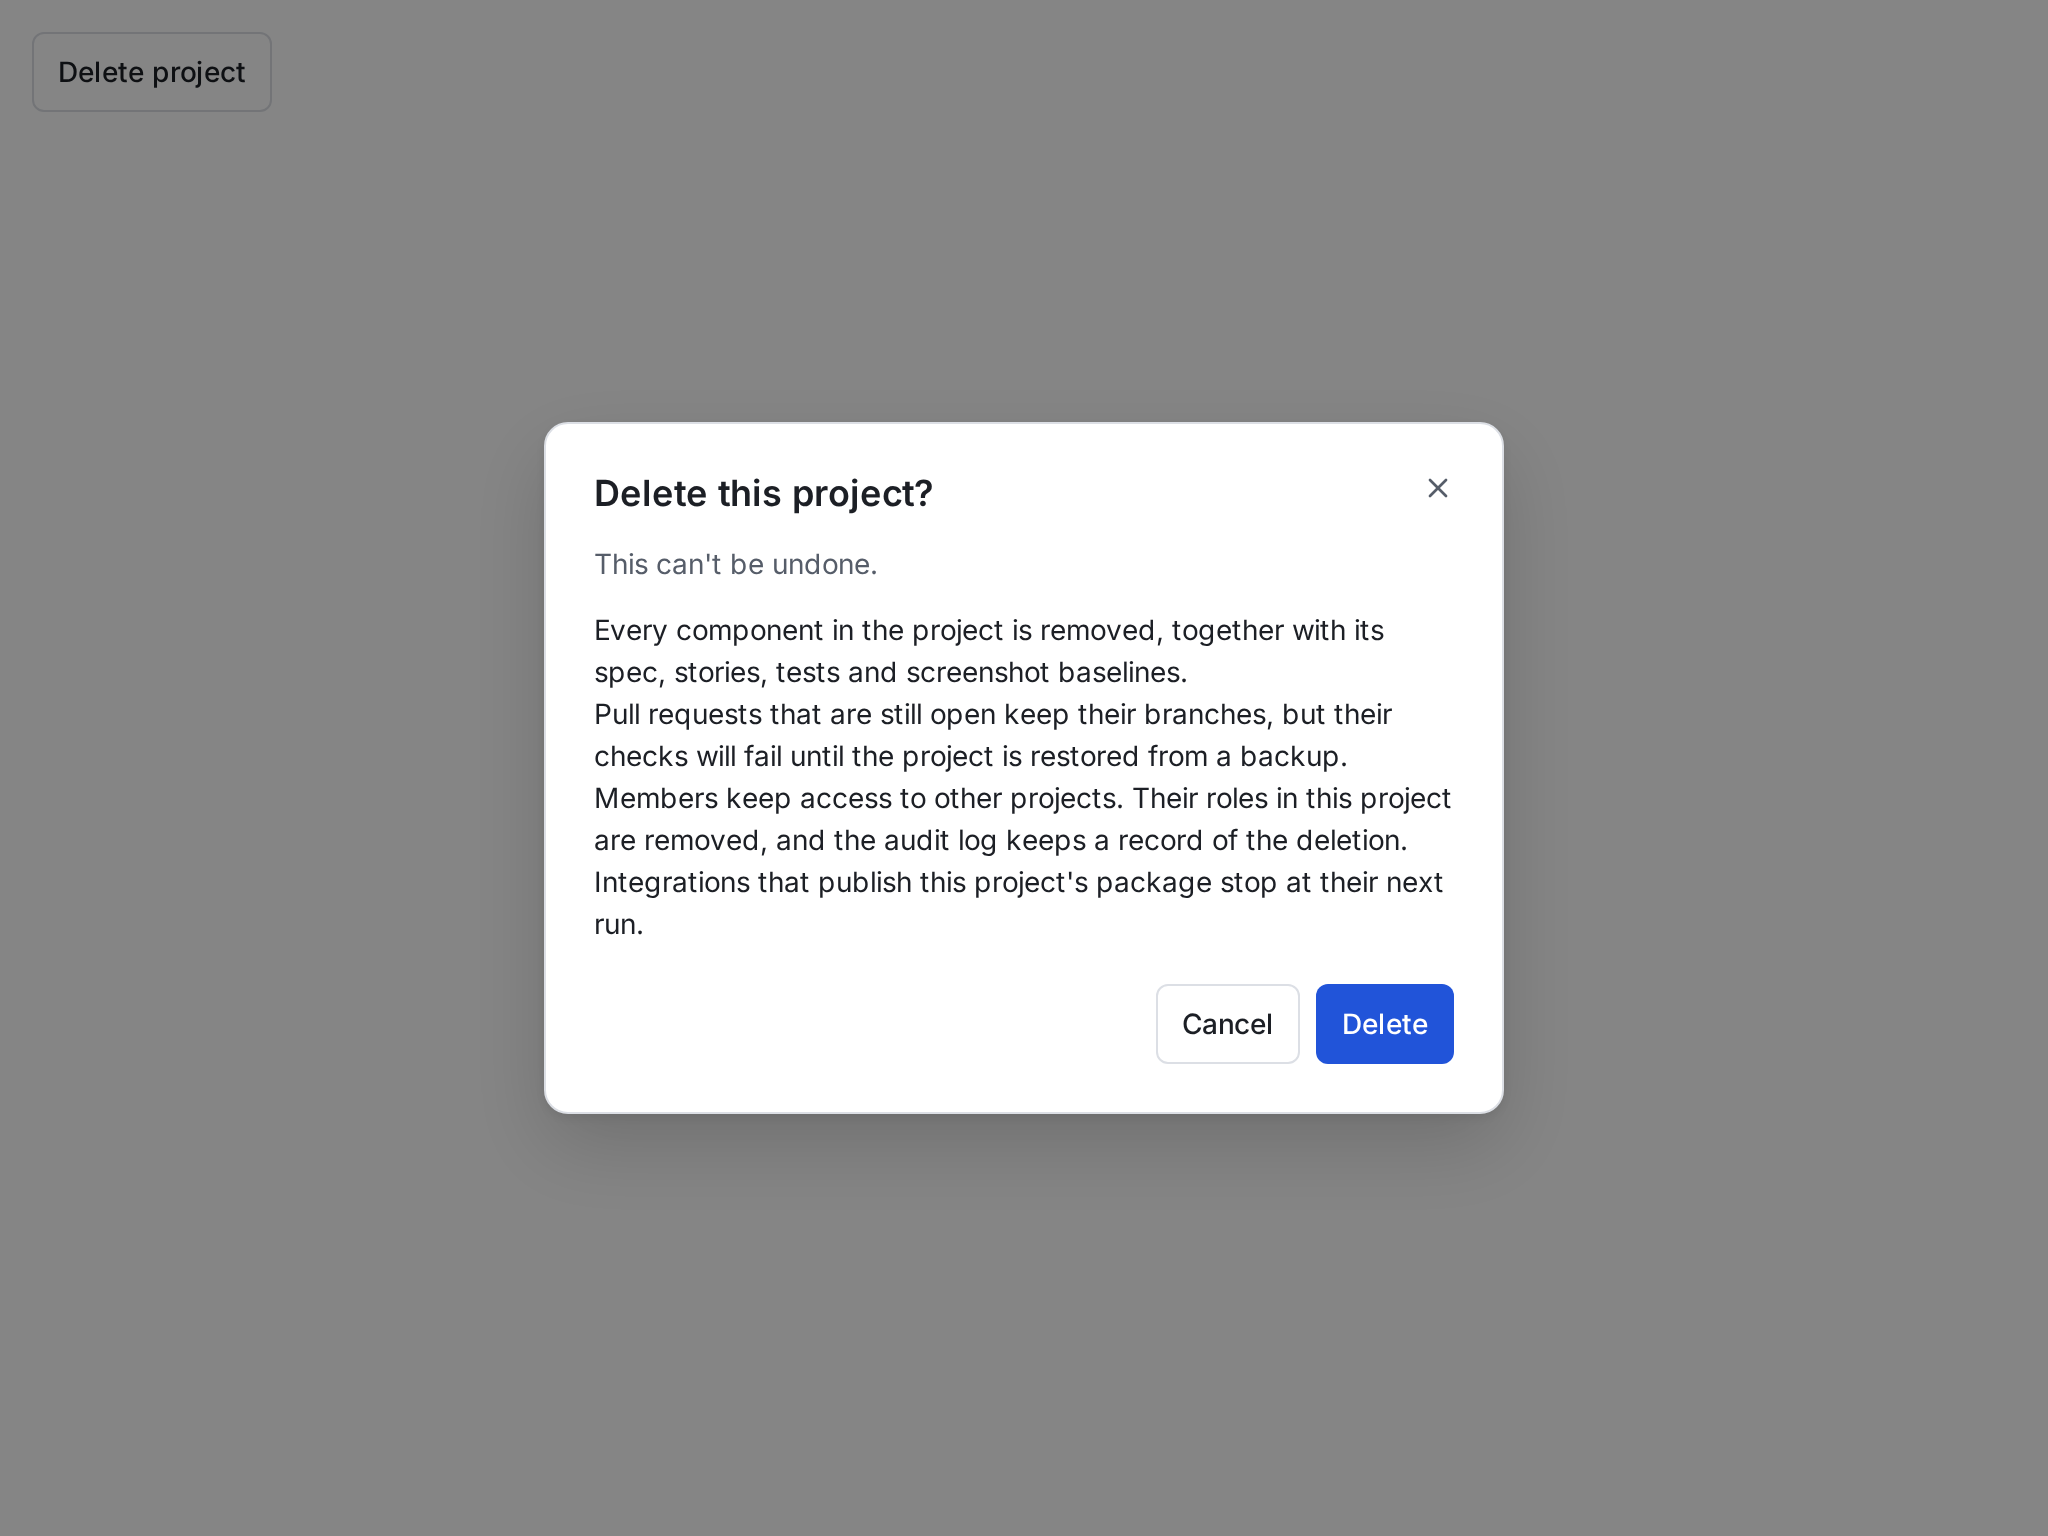 Delete project
Delete this project?
This can't be undone.
Every component in the project is removed, together with its
spec, stories, tests and screenshot baselines.
Pull requests that are still open keep their branches, but their
checks will fail until the project is restored from a backup.
Members keep access to other projects. Their roles in this project
are removed, and the audit log keeps a record of the deletion.
Integrations that publish this project's package stop at their next
run.
Cancel
Delete